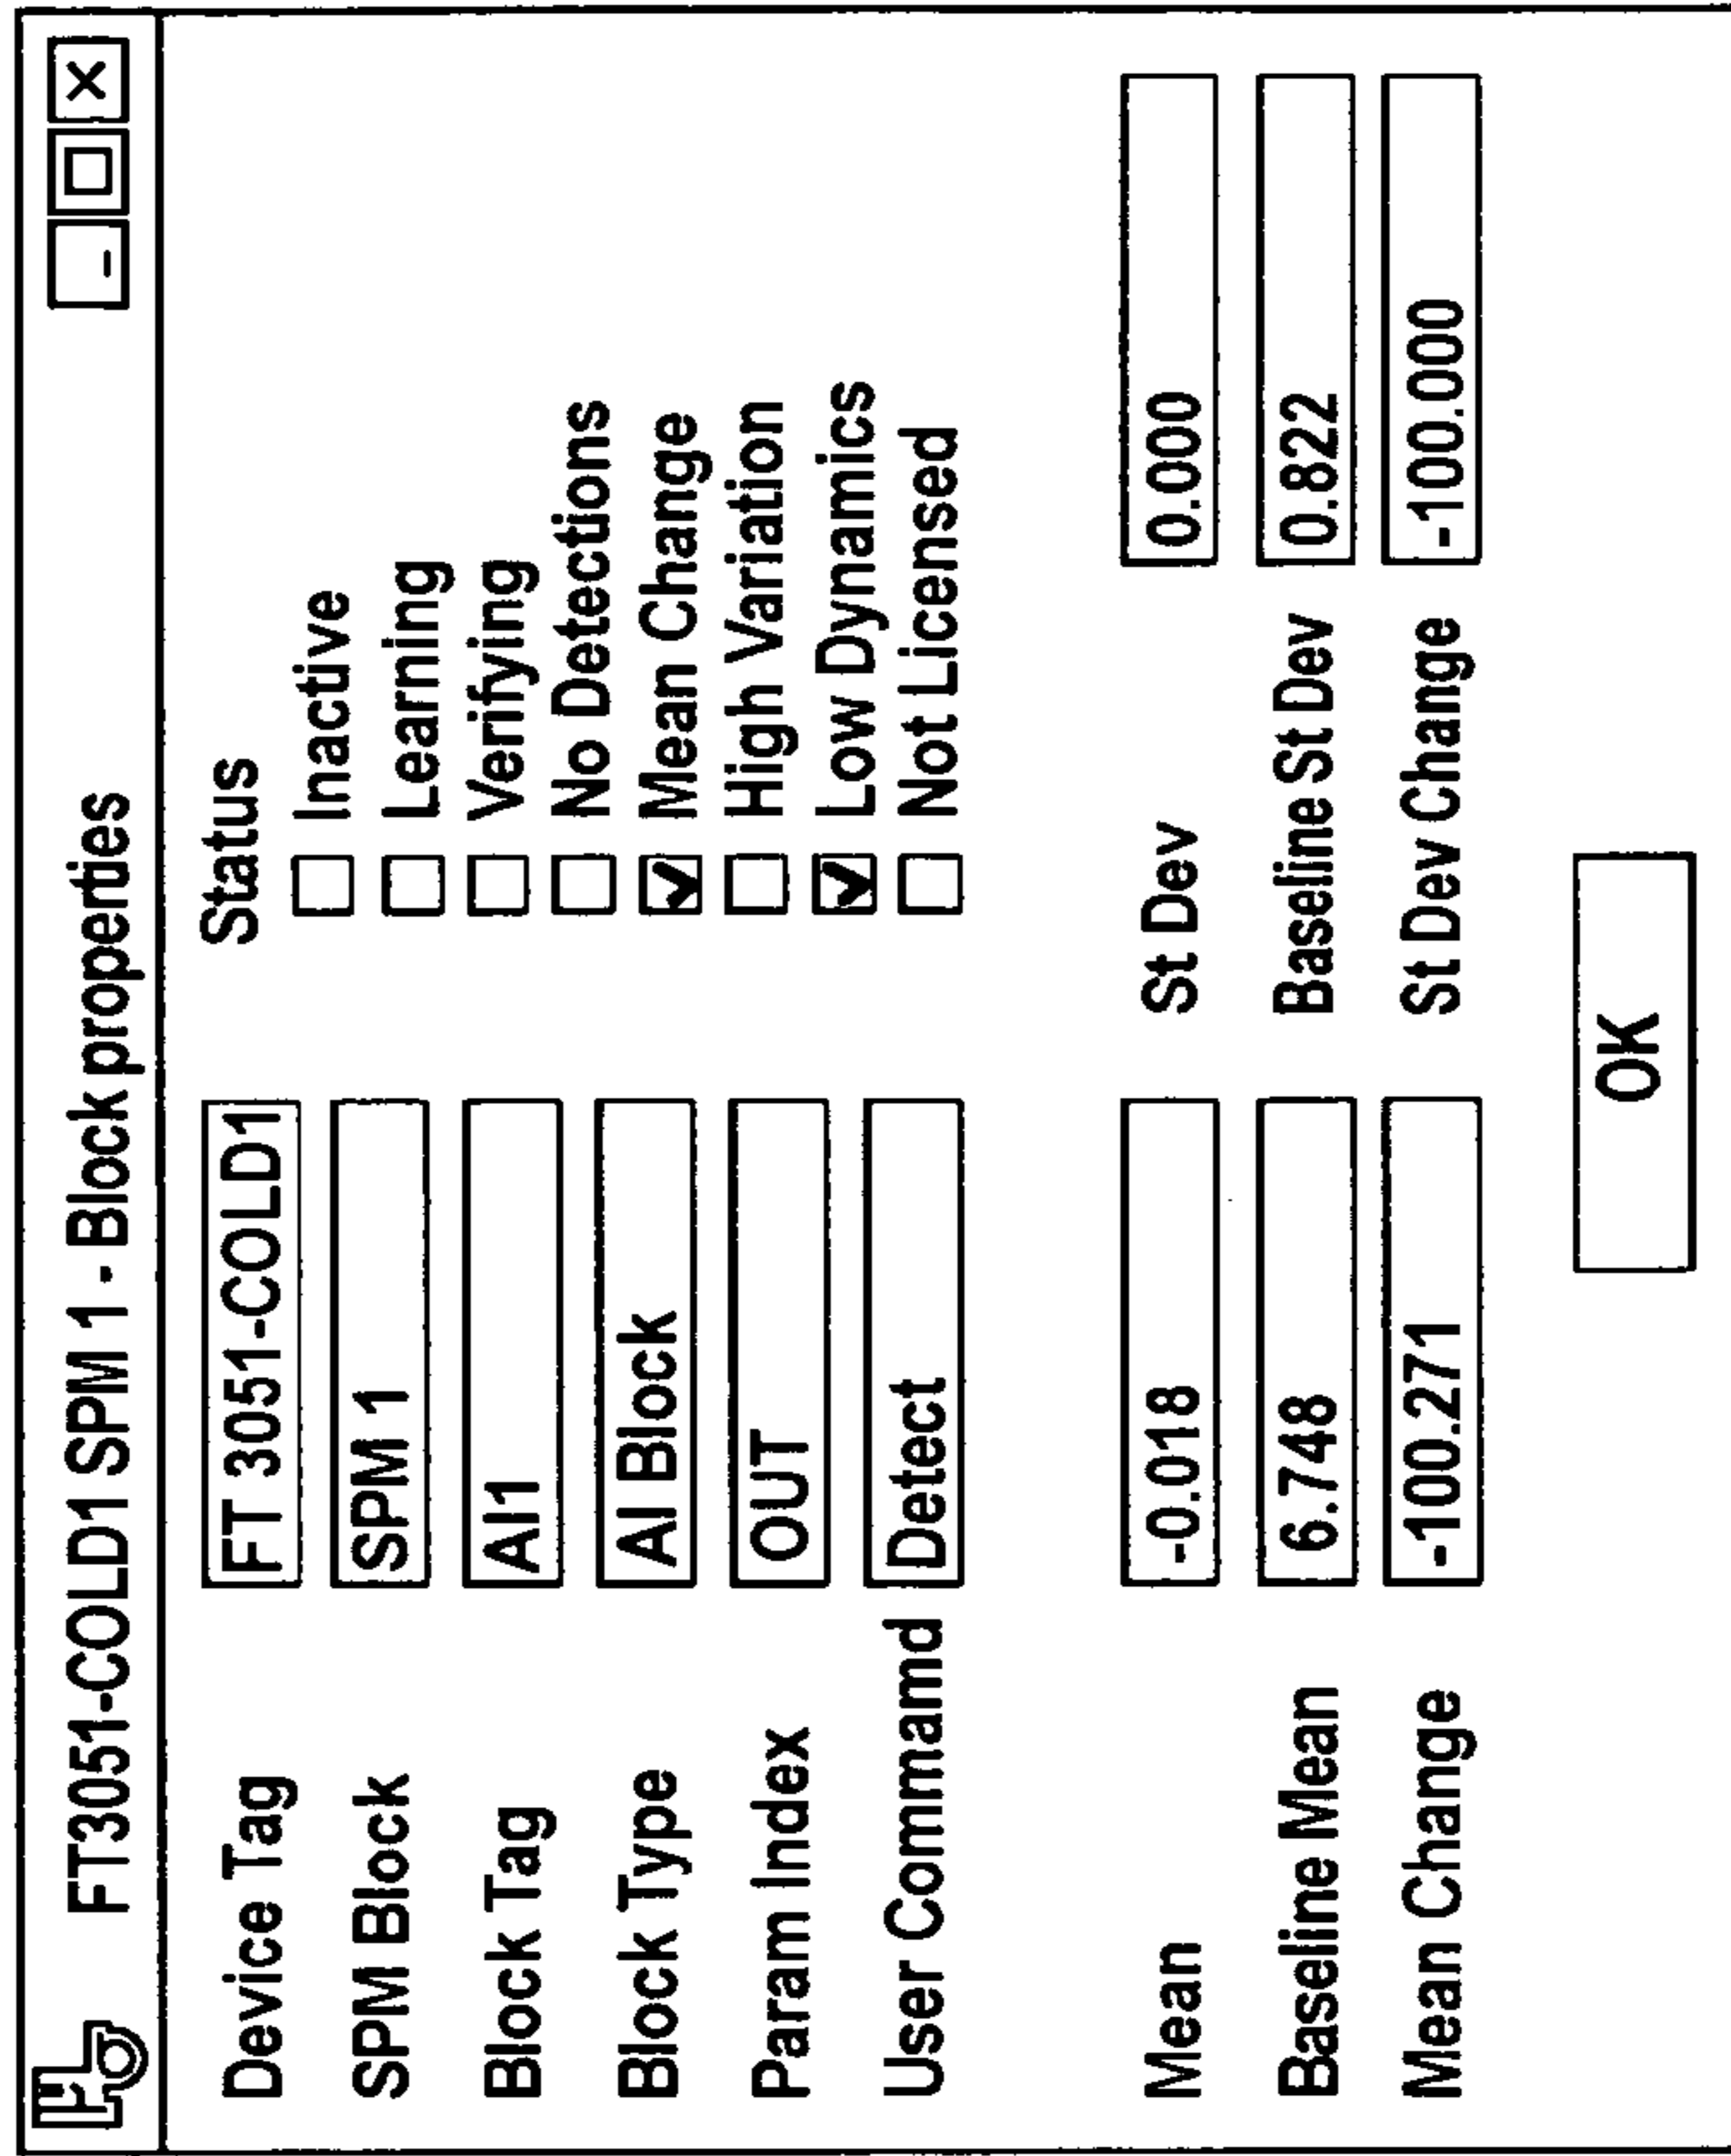 FT3051-COLD1 SPM 1 - Block properties
Device Tag FT 3051-COLD1
SPM Block SPM 1
Block Tag AI1
Block Type AI Block
Param Index OUT
User Commamd Detect
Status
Inactive
Learning
Verifying
No Detections
Mean Change
High Variation
Low Dynamics
Not Licensed
Mean -0.018 St Dev 0.000
Baseline Mean 6.748 Baseline St Dev 0.822
Mean Change -100.271 St Dev Change -100.000
OK